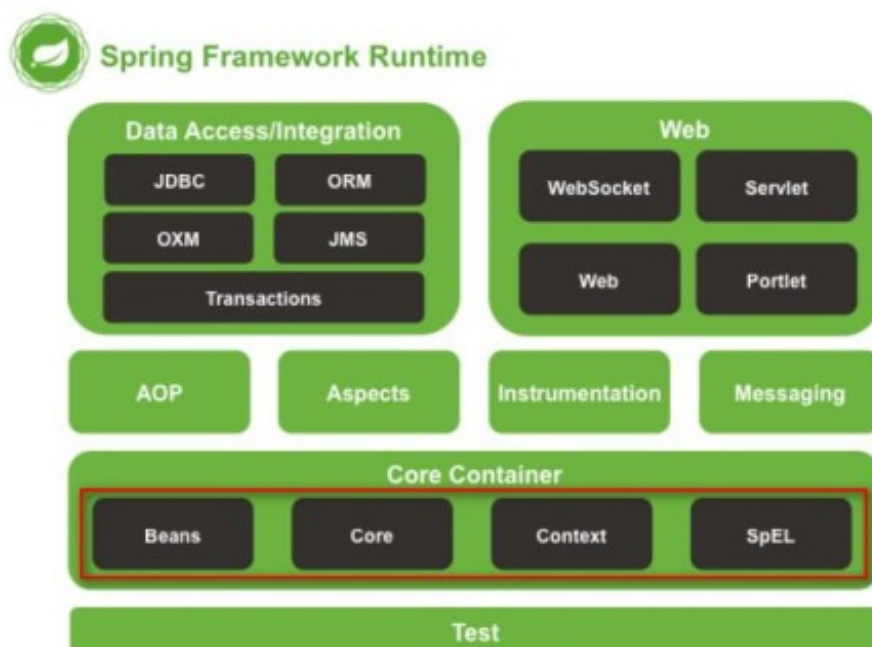 Spring Framework Runtime
Data Access/Integration
JDBC ORM
OXM JMS
Transactions
Web
WebSocket Servlet
Web Portlet
AOP Aspects Instrumentation Messaging
Core Container
Beans Core Context SpEL
Test